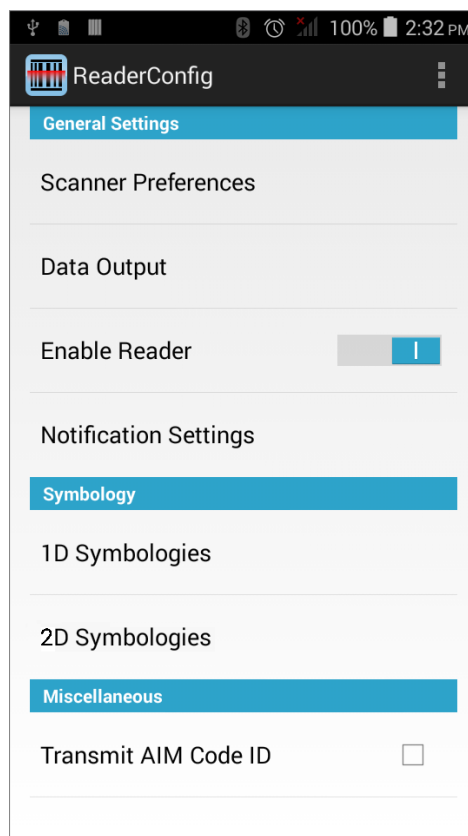 100% 2:32 PM
ReaderConfig
General Settings
Scanner Preferences
Data Output
Enable Reader
Notification Settings
Symbology
1D Symbologies
2D Symbologies
Miscellaneous
Transmit AIM Code ID